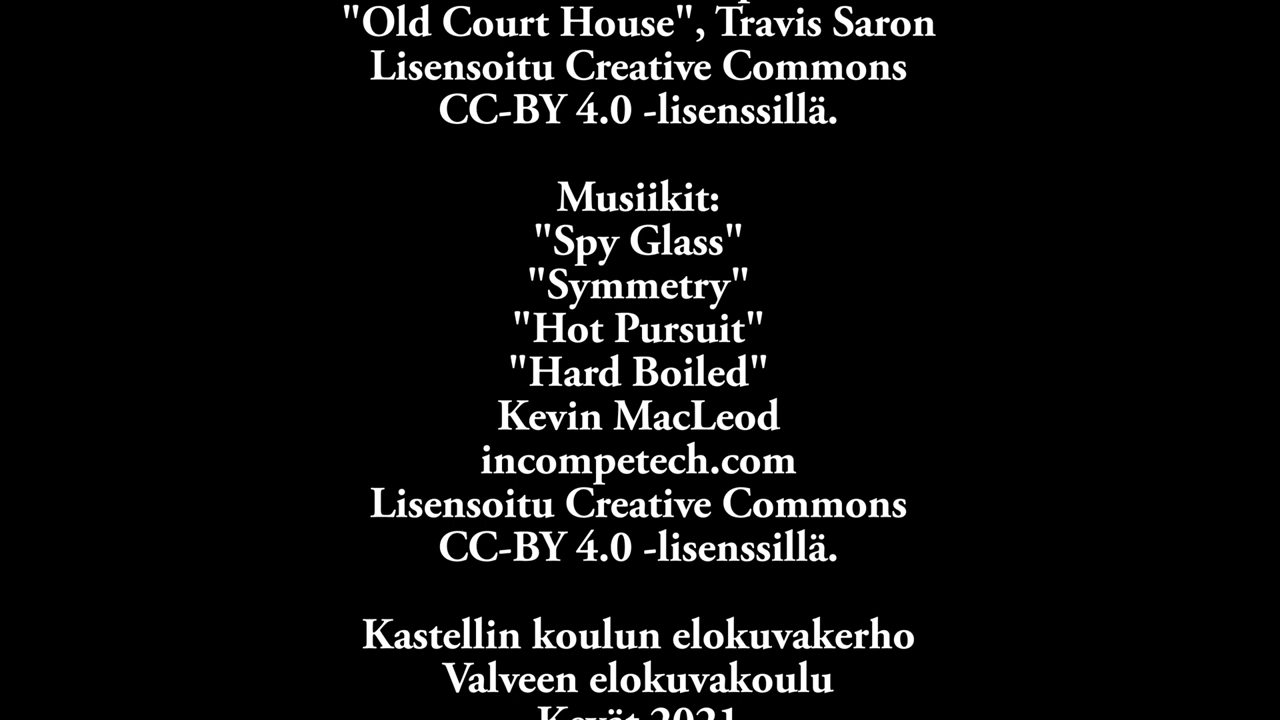 "Old Court House", Travis Saron
Lisensoitu Creative Commons
CC-BY 4.0 -lisenssillä.
Musiikit:
"Spy Glass"
"Symmetry"
"Hot Pursuit"
"Hard Boiled"
Kevin MacLeod
incompetech.com
Lisensoitu Creative Commons
CC-BY 4.0 -lisenssillä.
Kastellin koulun elokuvakerho
Valveen elokuvakoulu
Kevät 2021